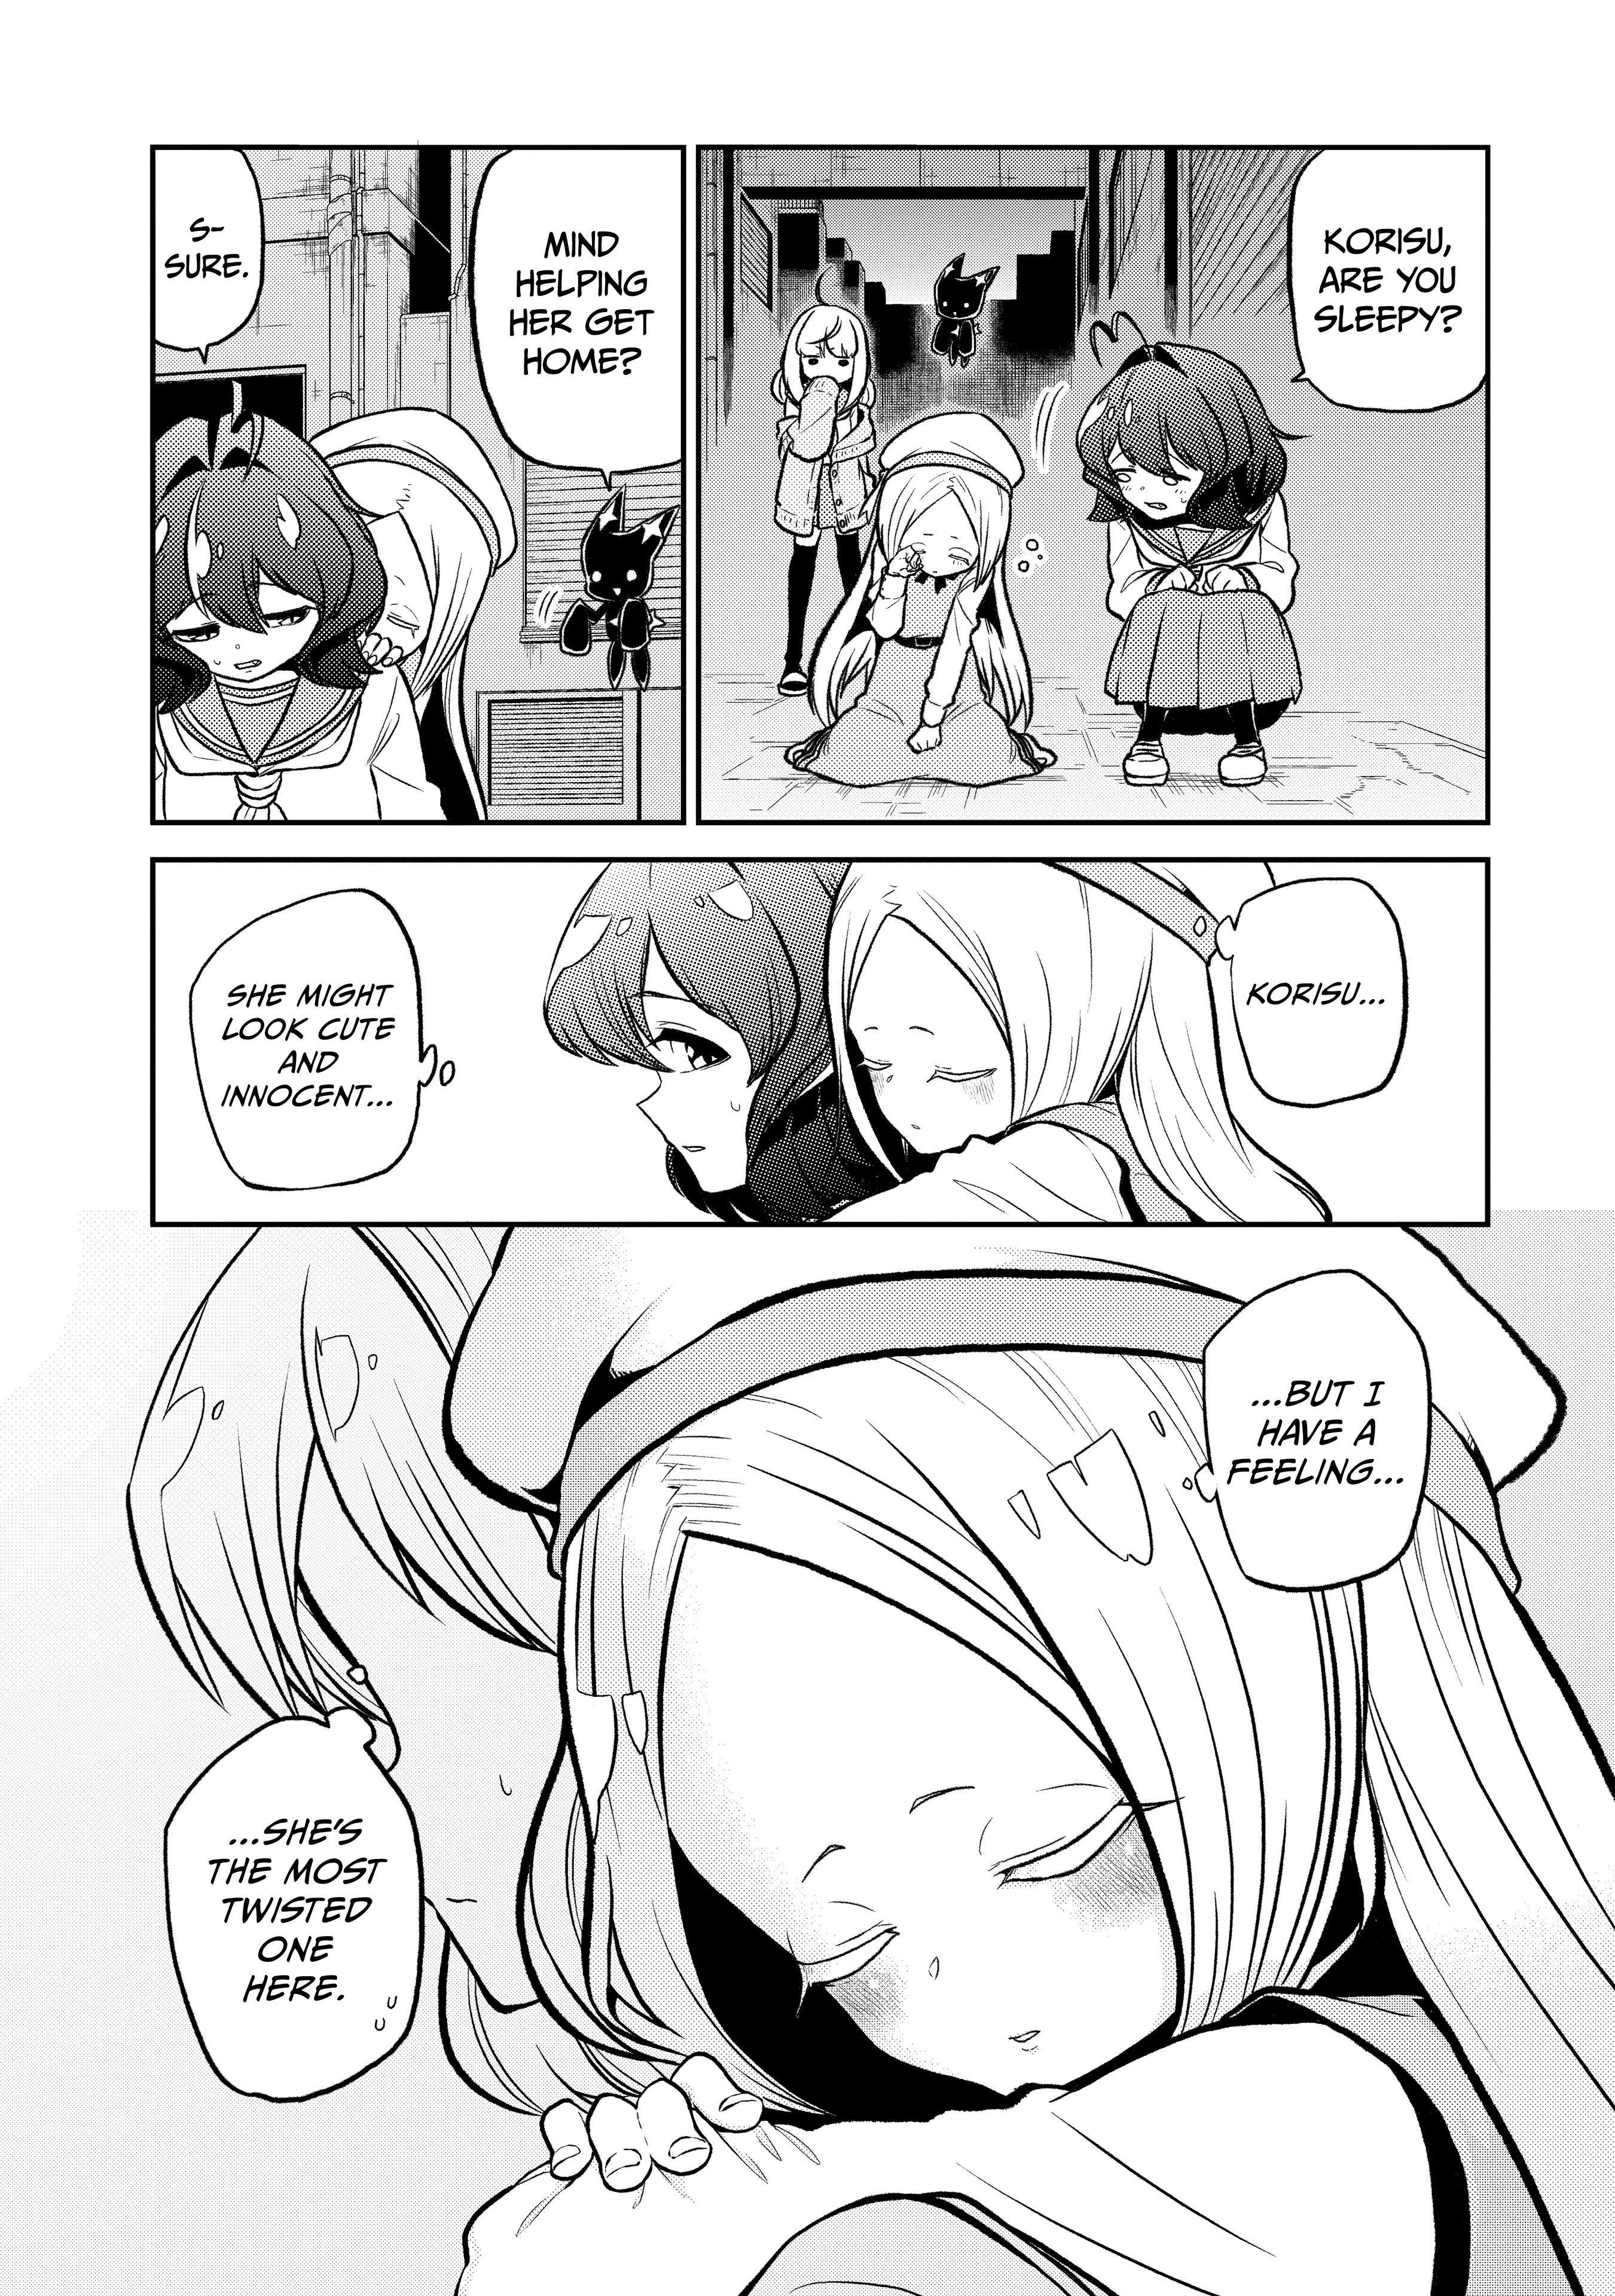 KORISU,
ARE YOU
SLEEPY?
MIND
HELPING
HER GET
HOME?
S-
SURE.
KORISU...
SHE MIGHT
LOOK CUTE
AND
INNOCENT...
...BUT I
HAVE A
FEELING...
...SHE'S
THE MOST
TWISTED
ONE
HERE.